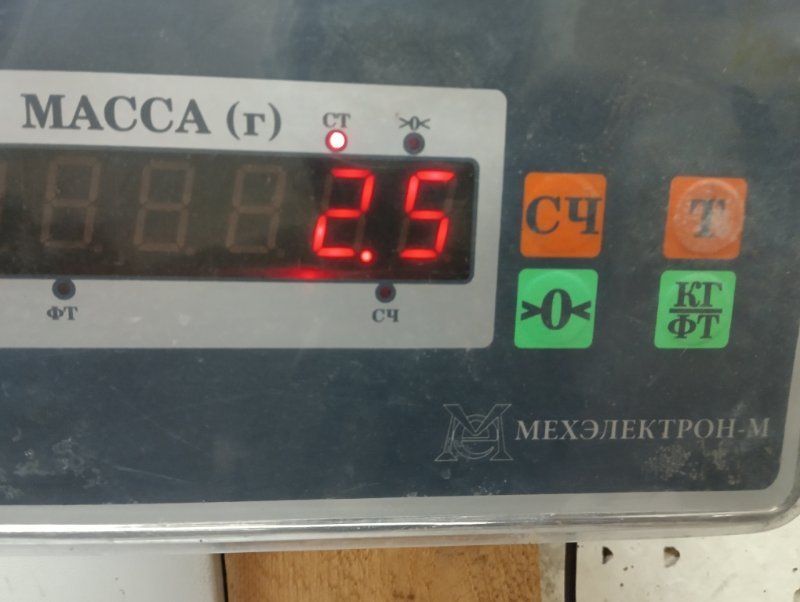 МАССА (г)
СТ
>0<
2.5
ФТ
СЧ
СЧ
Т
>0<
КГ
ФТ
МЕХЭЛЕКТРОН-М